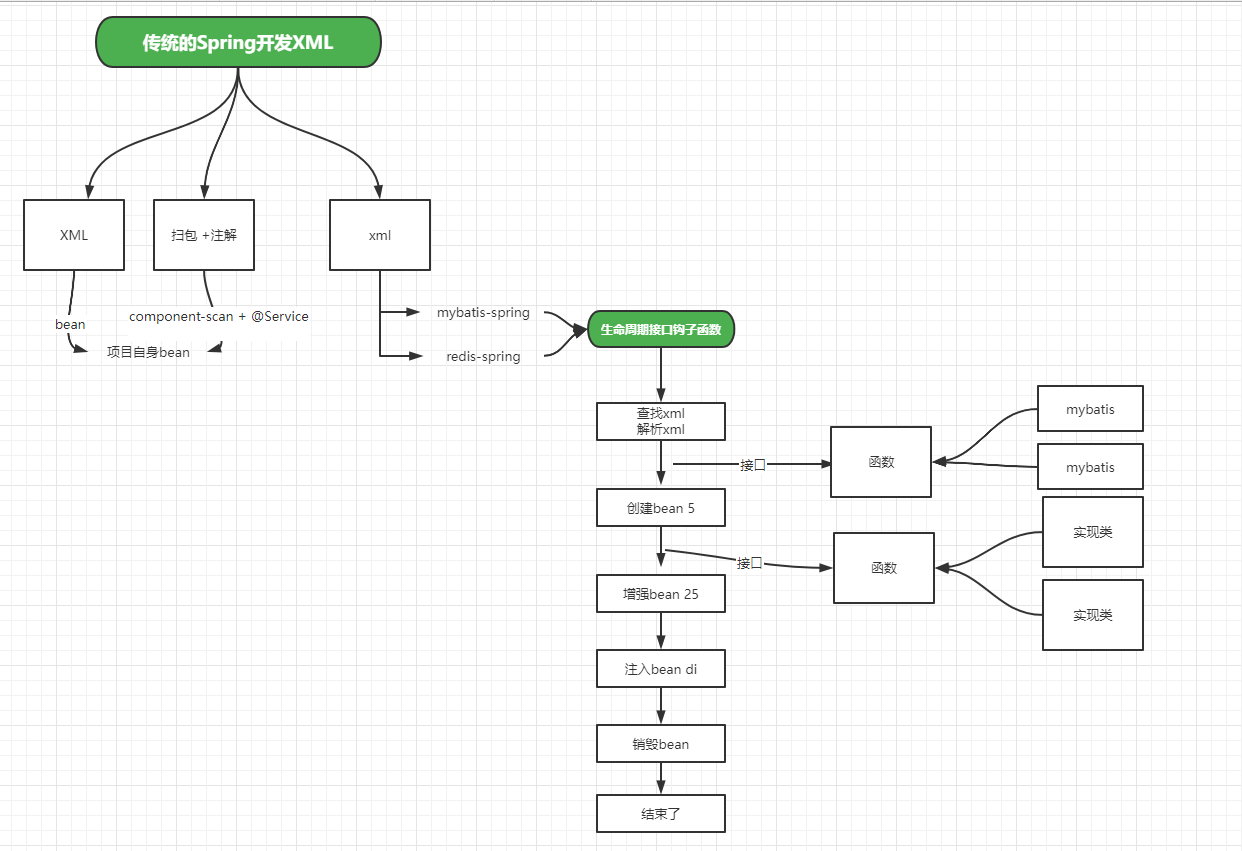 传统的Spring开发XML
XML
扫包 +注解
xml
bean
component-scan + @Service
项目自身bean
mybatis-spring
redis-spring
生命周期接口钩子函数
查找xml
解析xml
接口
函数
mybatis
mybatis
创建bean 5
接口
函数
实现类
实现类
增强bean 25
注入bean di
销毁bean
结束了